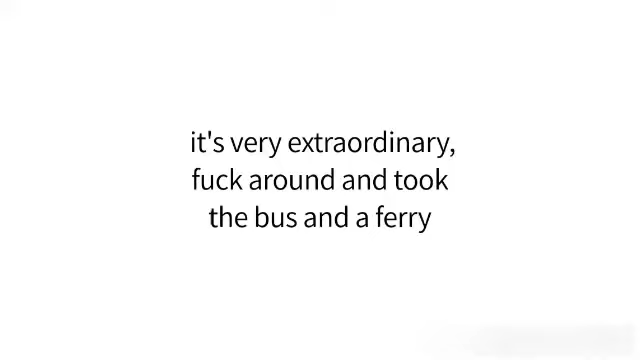 it's very extraordinary,
fuck around and took
the bus and a ferry